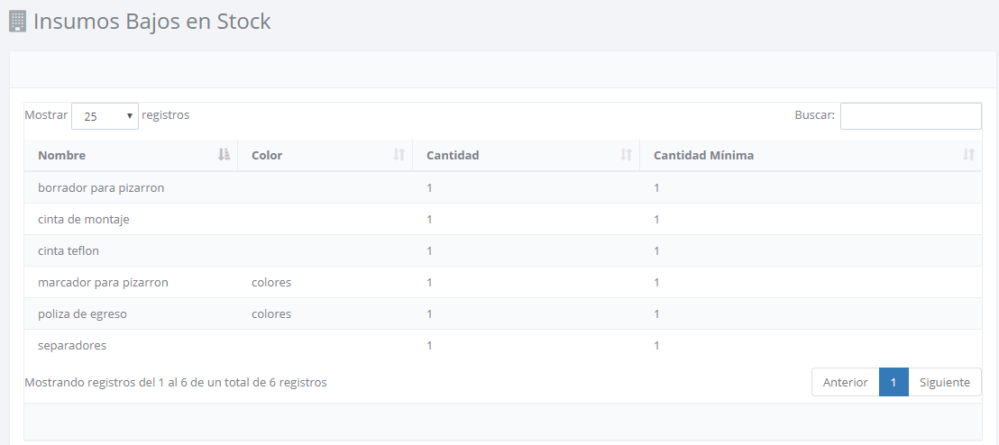 Insumos Bajos en Stock
Mostrar 25 registros Buscar:
Nombre Color Cantidad Cantidad Mínima
borrador para pizarron 1 1
cinta de montaje 1 1
cinta teflon 1 1
marcador para pizarron colores 1 1
poliza de egreso colores 1 1
separadores 1 1
Mostrando registros del 1 al 6 de un total de 6 registros Anterior 1 Siguiente